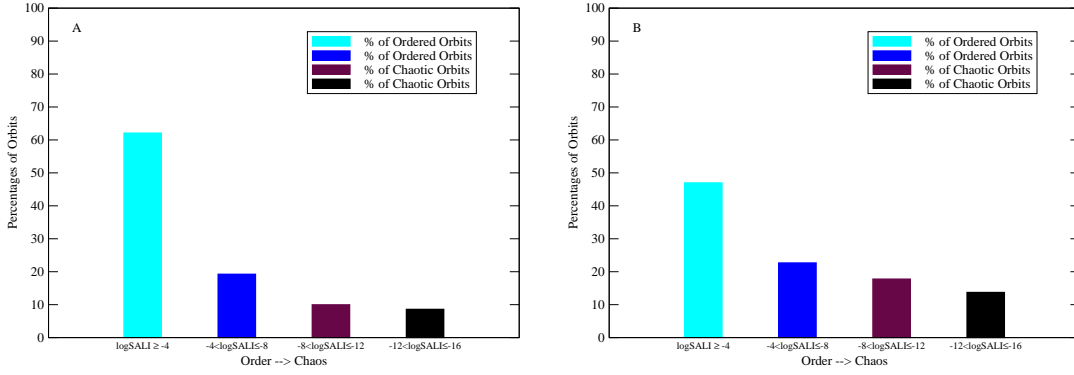 A
% of Ordered Orbits
% of Ordered Orbits
% of Chaotic Orbits
% of Chaotic Orbits
Percentages of Orbits
100
90
80
70
60
50
40
30
20
10
0
logSALI ≥ -4
-4<logSALI≤-8
-8<logSALI≤-12
-12<logSALI≤-16
Order --> Chaos
B
% of Ordered Orbits
% of Ordered Orbits
% of Chaotic Orbits
% of Chaotic Orbits
Percentages of Orbits
100
90
80
70
60
50
40
30
20
10
0
logSALI ≥ -4
-4<logSALI≤-8
-8<logSALI≤-12
-12<logSALI≤-16
Order --> Chaos